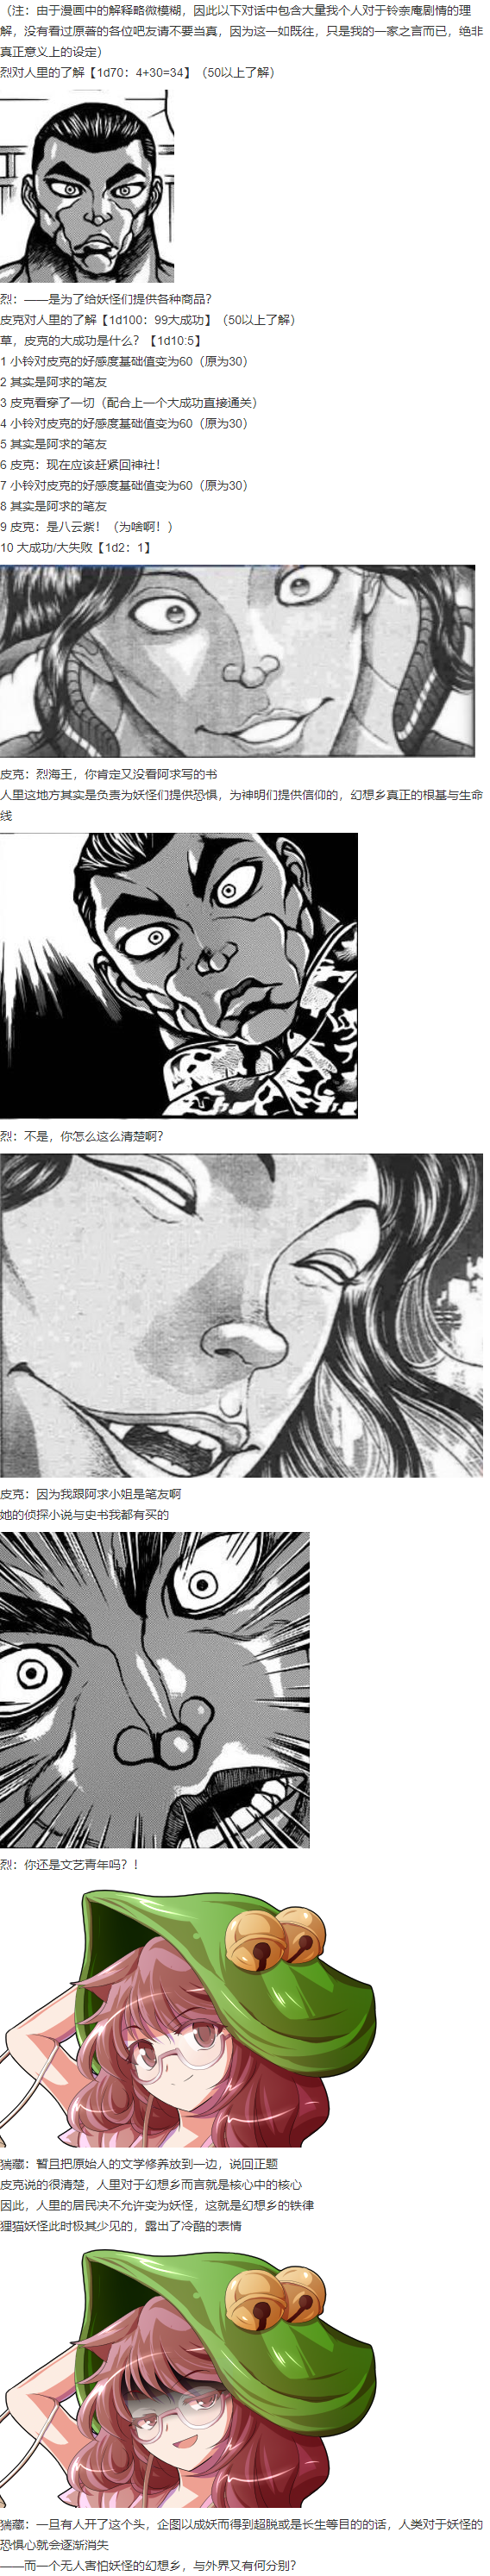 （注：由于漫画中的解释略微模糊，因此以下对话中包含大量我个人对于铃奈庵剧情的理
解，没有看过原著的各位吧友请不要当真，因为这一如既往，只是我的一家之言而已，绝非
真正意义上的设定）
烈对人里的了解【1d70：4+30=34】（50以上了解）
烈：——是为了给妖怪们提供各种商品？
皮克对人里的了解【1d100：99大成功】（50以上了解）
草，皮克的大成功是什么？【1d10:5】
1 小铃对皮克的好感度基础值变为60（原为30）
2 其实是阿求的笔友
3 皮克看穿了一切（配合上一个大成功直接通关）
4 小铃对皮克的好感度基础值变为60（原为30）
5 其实是阿求的笔友
6 皮克：现在应该赶紧回神社！
7 小铃对皮克的好感度基础值变为60（原为30）
8 其实是阿求的笔友
9 皮克：是八云紫！（为啥啊！）
10 大成功/大失败【1d2：1】
皮克：烈海王，你肯定又没看阿求写的书
人里这地方其实是负责为妖怪们提供恐惧，为神明们提供信仰的，幻想乡真正的根基与生命
线
烈：不是，你怎么这么清楚啊？
皮克：因为我跟阿求小姐是笔友啊
她的侦探小说与史书我都有买的
烈：你还是文艺青年吗？！
猯藏：暂且把原始人的文学修养放到一边，说回正题
皮克说的很清楚，人里对于幻想乡而言就是核心中的核心
因此，人里的居民决不允许变为妖怪，这就是幻想乡的铁律
狸猫妖怪此时极其少见的，露出了冷酷的表情
猯藏：一旦有人开了这个头，企图以成妖而得到超脱或是长生等目的的话，人类对于妖怪的
恐惧心就会逐渐消失
——而一个无人害怕妖怪的幻想乡，与外界又有何分别？